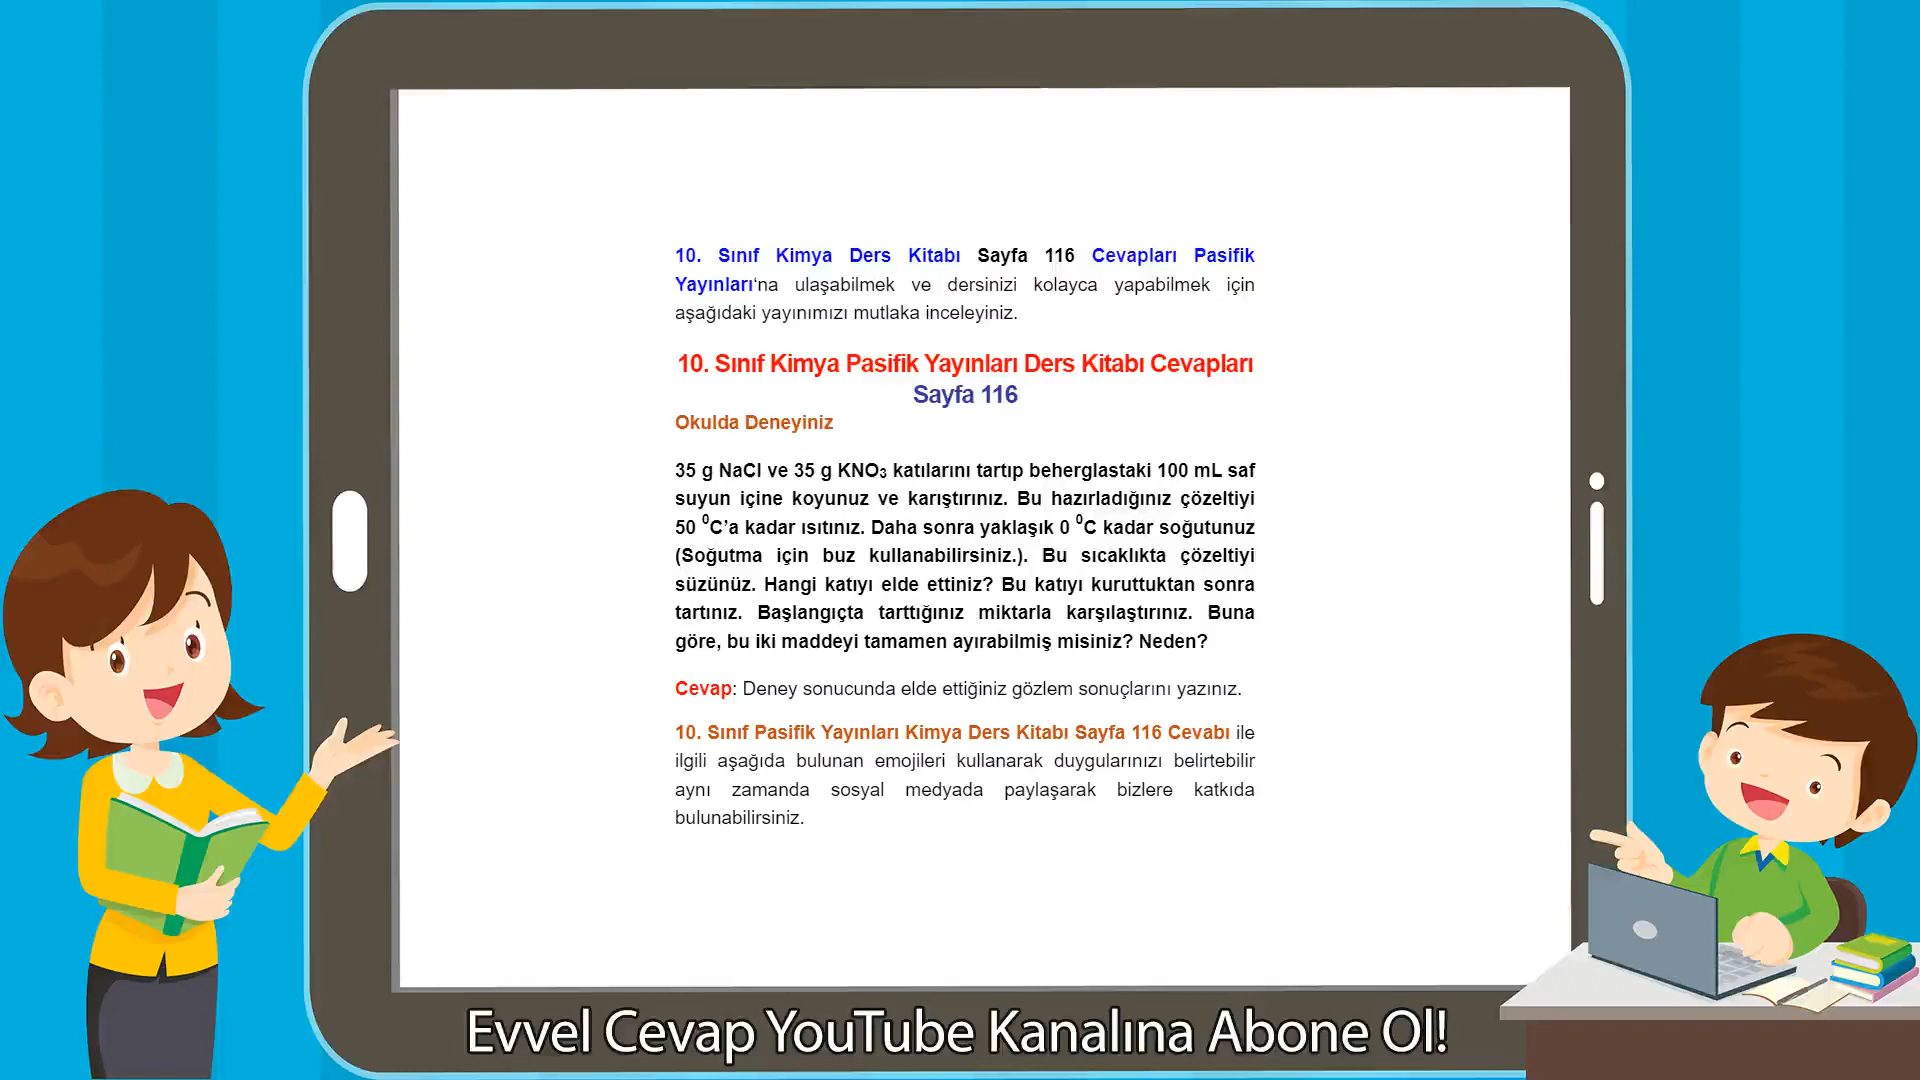 10. Sınıf Kimya Ders Kitabı Sayfa 116 Cevapları Pasifik
Yayınları‘na ulaşabilmek ve dersinizi kolayca yapabilmek için
aşağıdaki yayınımızı mutlaka inceleyiniz.
10. Sınıf Kimya Pasifik Yayınları Ders Kitabı Cevapları
Sayfa 116
Okulda Deneyiniz
35 g NaCI ve 35 g KNO₃ katılarını tartıp beherglastaki 100 mL saf
suyun içine koyunuz ve karıştırınız. Bu hazırladığınız çözeltiyi
50 ⁰C’a kadar ısıtınız. Daha sonra yaklaşık 0 ⁰C kadar soğutunuz
(Soğutma için buz kullanabilirsiniz.). Bu sıcaklıkta çözeltiyi
süzünüz. Hangi katıyı elde ettiniz? Bu katıyı kuruttuktan sonra
tartınız. Başlangıçta tarttığınız miktarla karşılaştırınız. Buna
göre, bu iki maddeyi tamamen ayırabilmiş misiniz? Neden?
Cevap: Deney sonucunda elde ettiğiniz gözlem sonuçlarını yazınız.
10. Sınıf Pasifik Yayınları Kimya Ders Kitabı Sayfa 116 Cevabı ile
ilgili aşağıda bulunan emojileri kullanarak duygularınızı belirtebilir
aynı zamanda sosyal medyada paylaşarak bizlere katkıda
bulunabilirsiniz.
Evvel Cevap YouTube Kanalına Abone Ol!